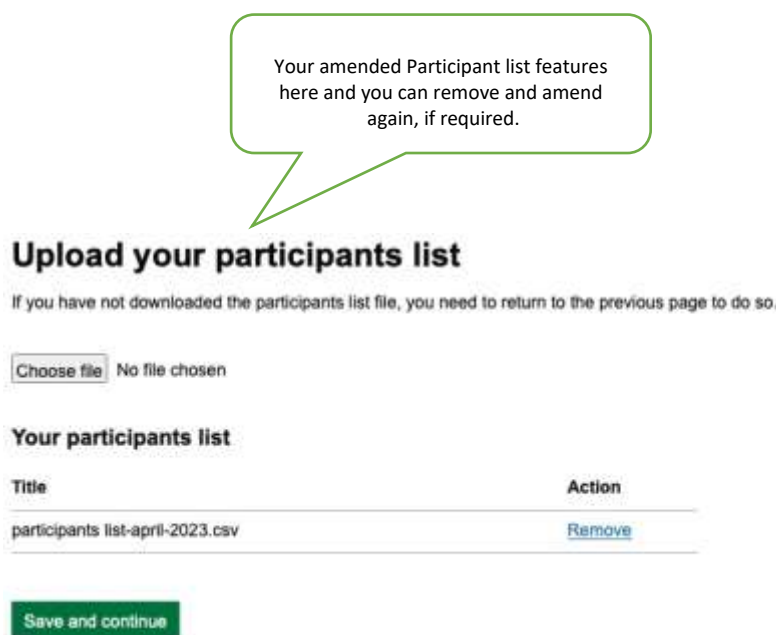 Your amended Participant list features
here and you can remove and amend
again, if required.
Upload your participants list
If you have not downloaded the participants list file, you need to return to the previous page to do so.
Choose file No file chosen
Your participants list
Title Action
participants list-april-2023.csv Remove
Save and continue